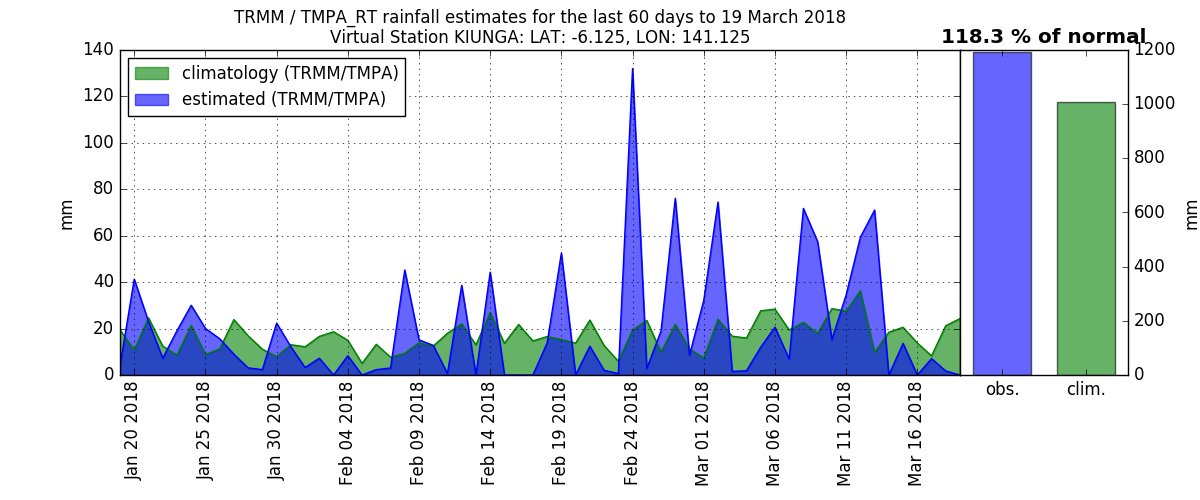 TRMM / TMPA_RT rainfall estimates for the last 60 days to 19 March 2018
Virtual Station KIUNGA: LAT: -6.125, LON: 141.125
118.3 % of normal
climatology (TRMM/TMPA)
estimated (TRMM/TMPA)
140
120
100
80
60
40
20
0
mm
1200
1000
800
600
400
200
0
mm
Jan 20 2018
Jan 25 2018
Jan 30 2018
Feb 04 2018
Feb 09 2018
Feb 14 2018
Feb 19 2018
Feb 24 2018
Mar 01 2018
Mar 06 2018
Mar 11 2018
Mar 16 2018
obs.
clim.